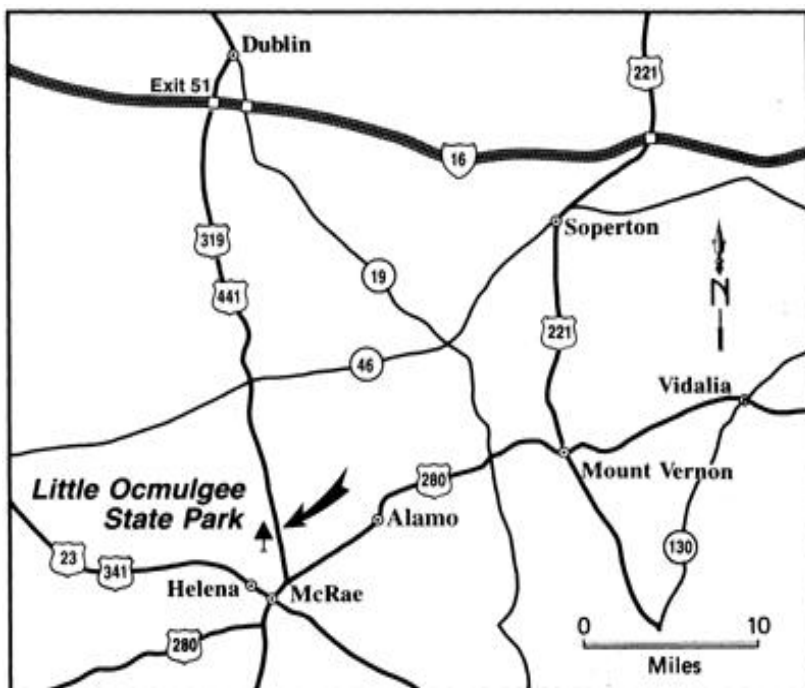 Dublin
221
Exit 51
16
Soperton
319
19
441
N
221
46
Vidalia
Little Ocmulgee
State Park
280
Mount Vernon
Alamo
23
341
130
Helena
McRae
280
0 10
Miles